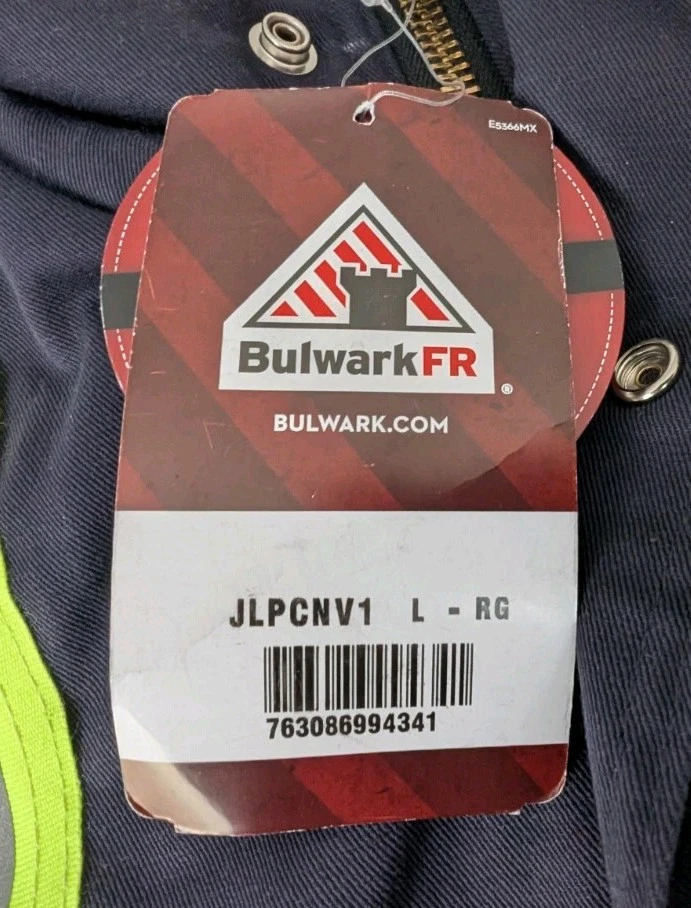 E5366MX
BulwarkFR
®
BULWARK.COM
JLPCNV1 L - RG
763086994341